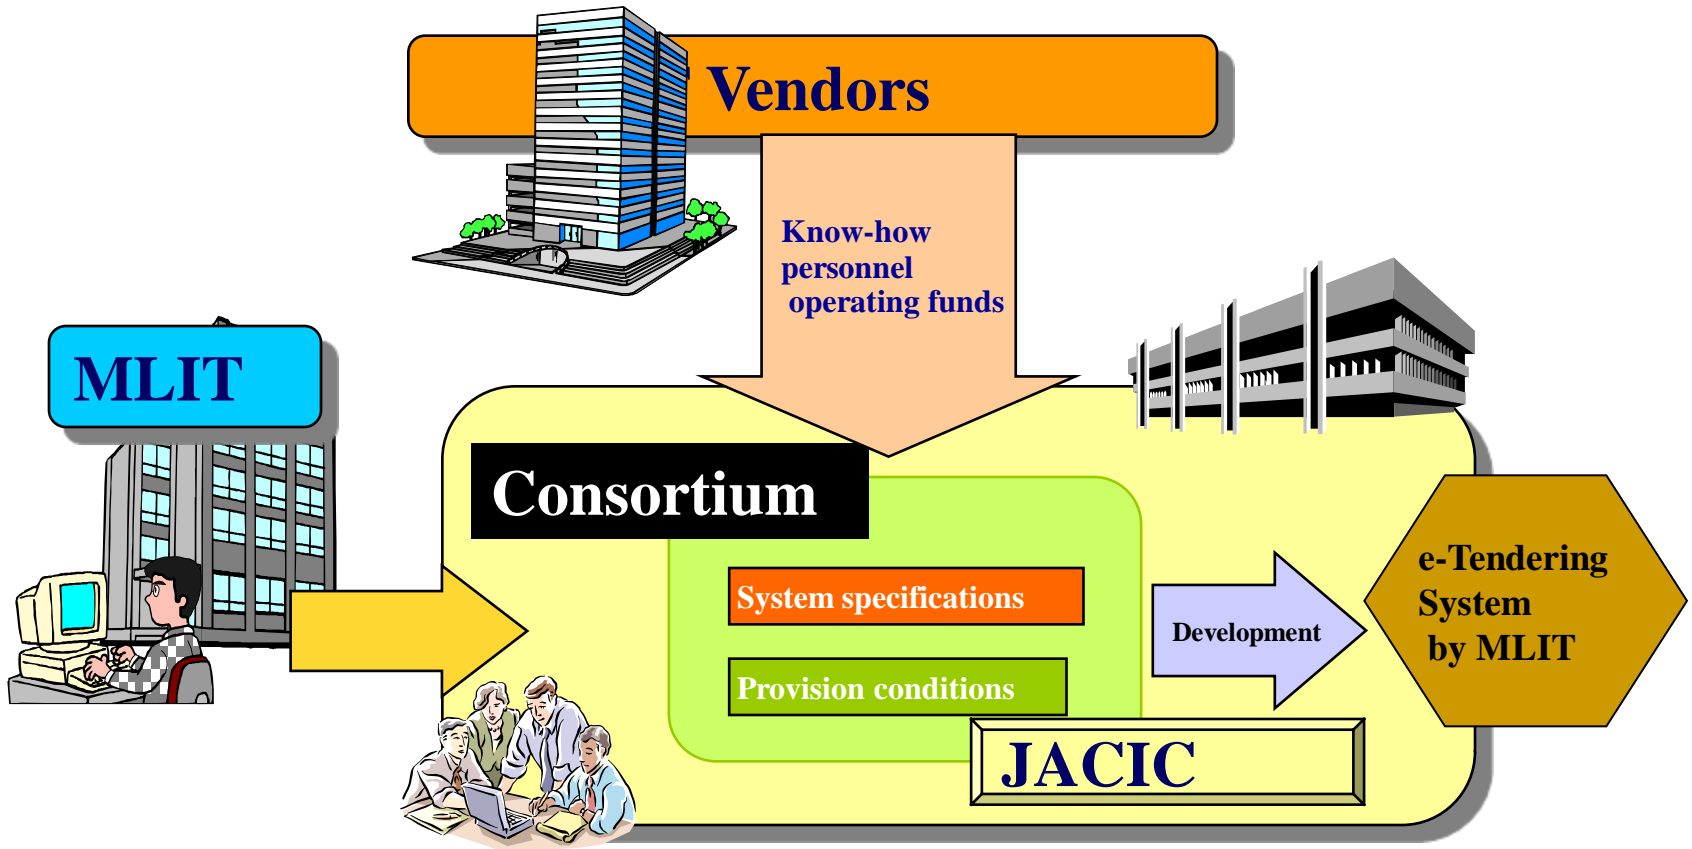 Vendors
Know-how
personnel
operating funds
MLIT
Consortium
System specifications
Provision conditions
Development
e-Tendering
System
by MLIT
JACIC